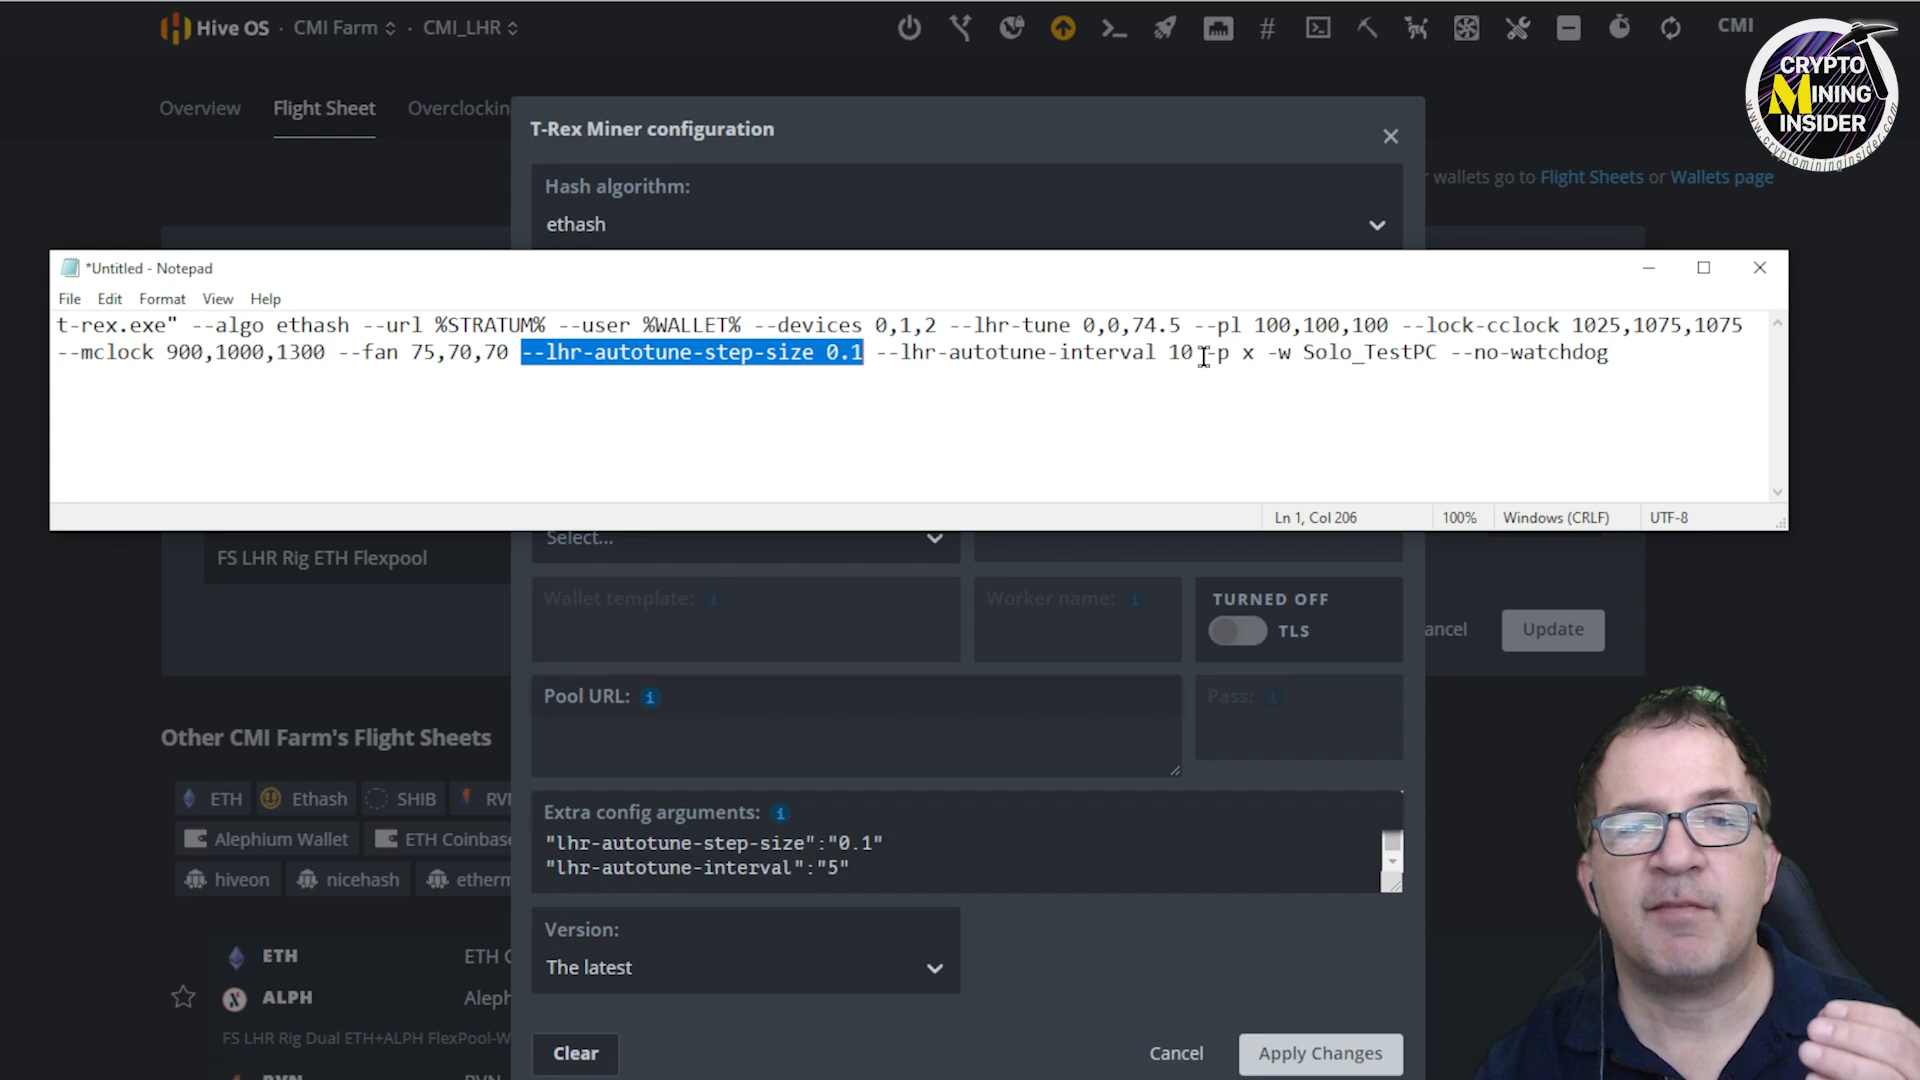 Hive OS · CMI Farm · CMI_LHR
CMI
CRYPTO
MINING
INSIDER
www.cryptomininginsider.com
Overview Flight Sheet Overclockin
T-Rex Miner configuration
Hash algorithm:
ethash
wallets go to Flight Sheets or Wallets page
*Untitled - Notepad
File Edit Format View Help
t-rex.exe" --algo ethash --url %STRATUM% --user %WALLET% --devices 0,1,2 --lhr-tune 0,0,74.5 --pl 100,100,100 --lock-cclock 1025,1075,1075
--mclock 900,1000,1300 --fan 75,70,70 --lhr-autotune-step-size 0.1 --lhr-autotune-interval 10 -p x -w Solo_TestPC --no-watchdog
Ln 1, Col 206 100% Windows (CRLF) UTF-8
Select...
FS LHR Rig ETH Flexpool
Wallet template: Worker name: TURNED OFF
TLS
ancel Update
Pool URL: Pass:
Other CMI Farm's Flight Sheets
ETH Ethash SHIB RVN
Alephium Wallet ETH Coinbase
hiveon nicehash etherm
Extra config arguments:
"lhr-autotune-step-size":"0.1"
"lhr-autotune-interval":"5"
Version:
The latest
ETH ETH C
ALPH Aleph
FS LHR Rig Dual ETH+ALPH FlexPool-W
Clear Cancel Apply Changes